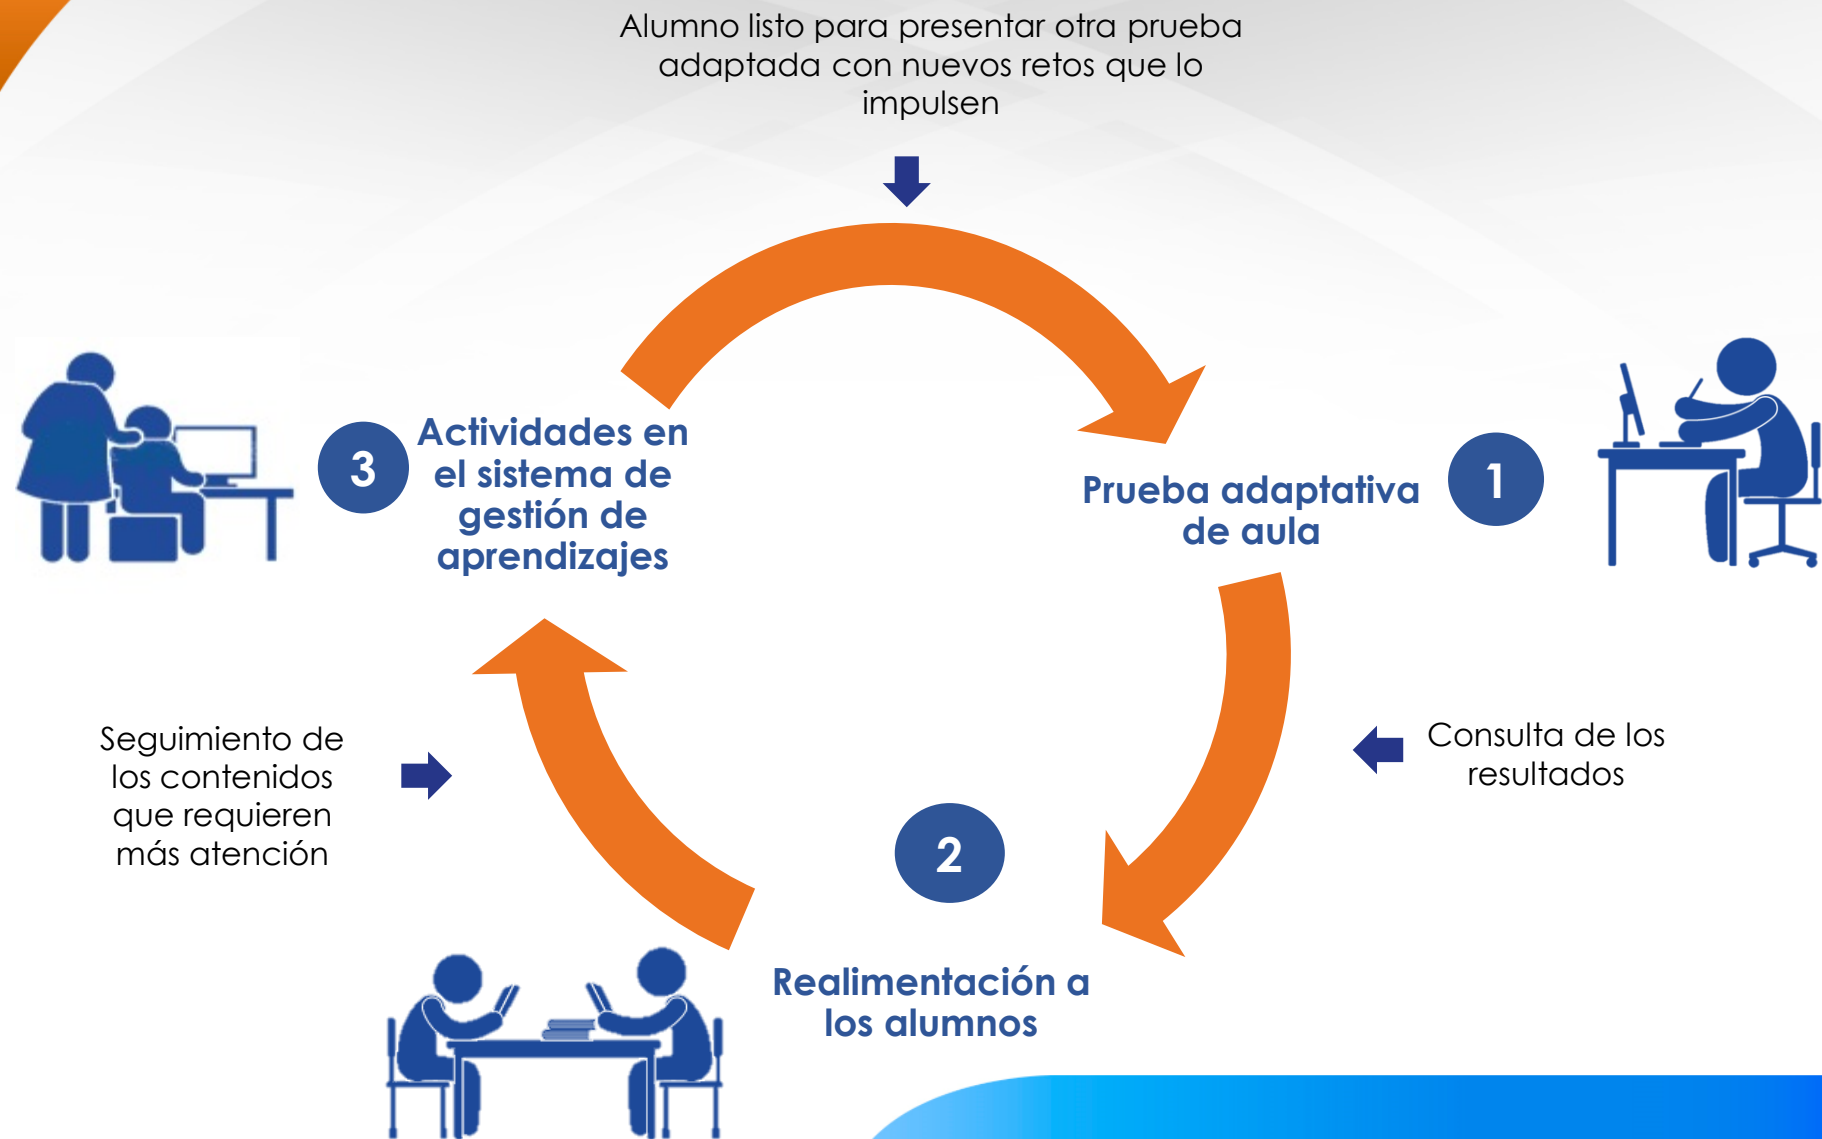 Alumno listo para presentar otra prueba
adaptada con nuevos retos que lo
impulsen
3
Actividades en
el sistema de
gestión de
aprendizajes
Prueba adaptativa
de aula
1
Seguimiento de
los contenidos
que requieren
más atención
Consulta de los
resultados
2
Realimentación a
los alumnos